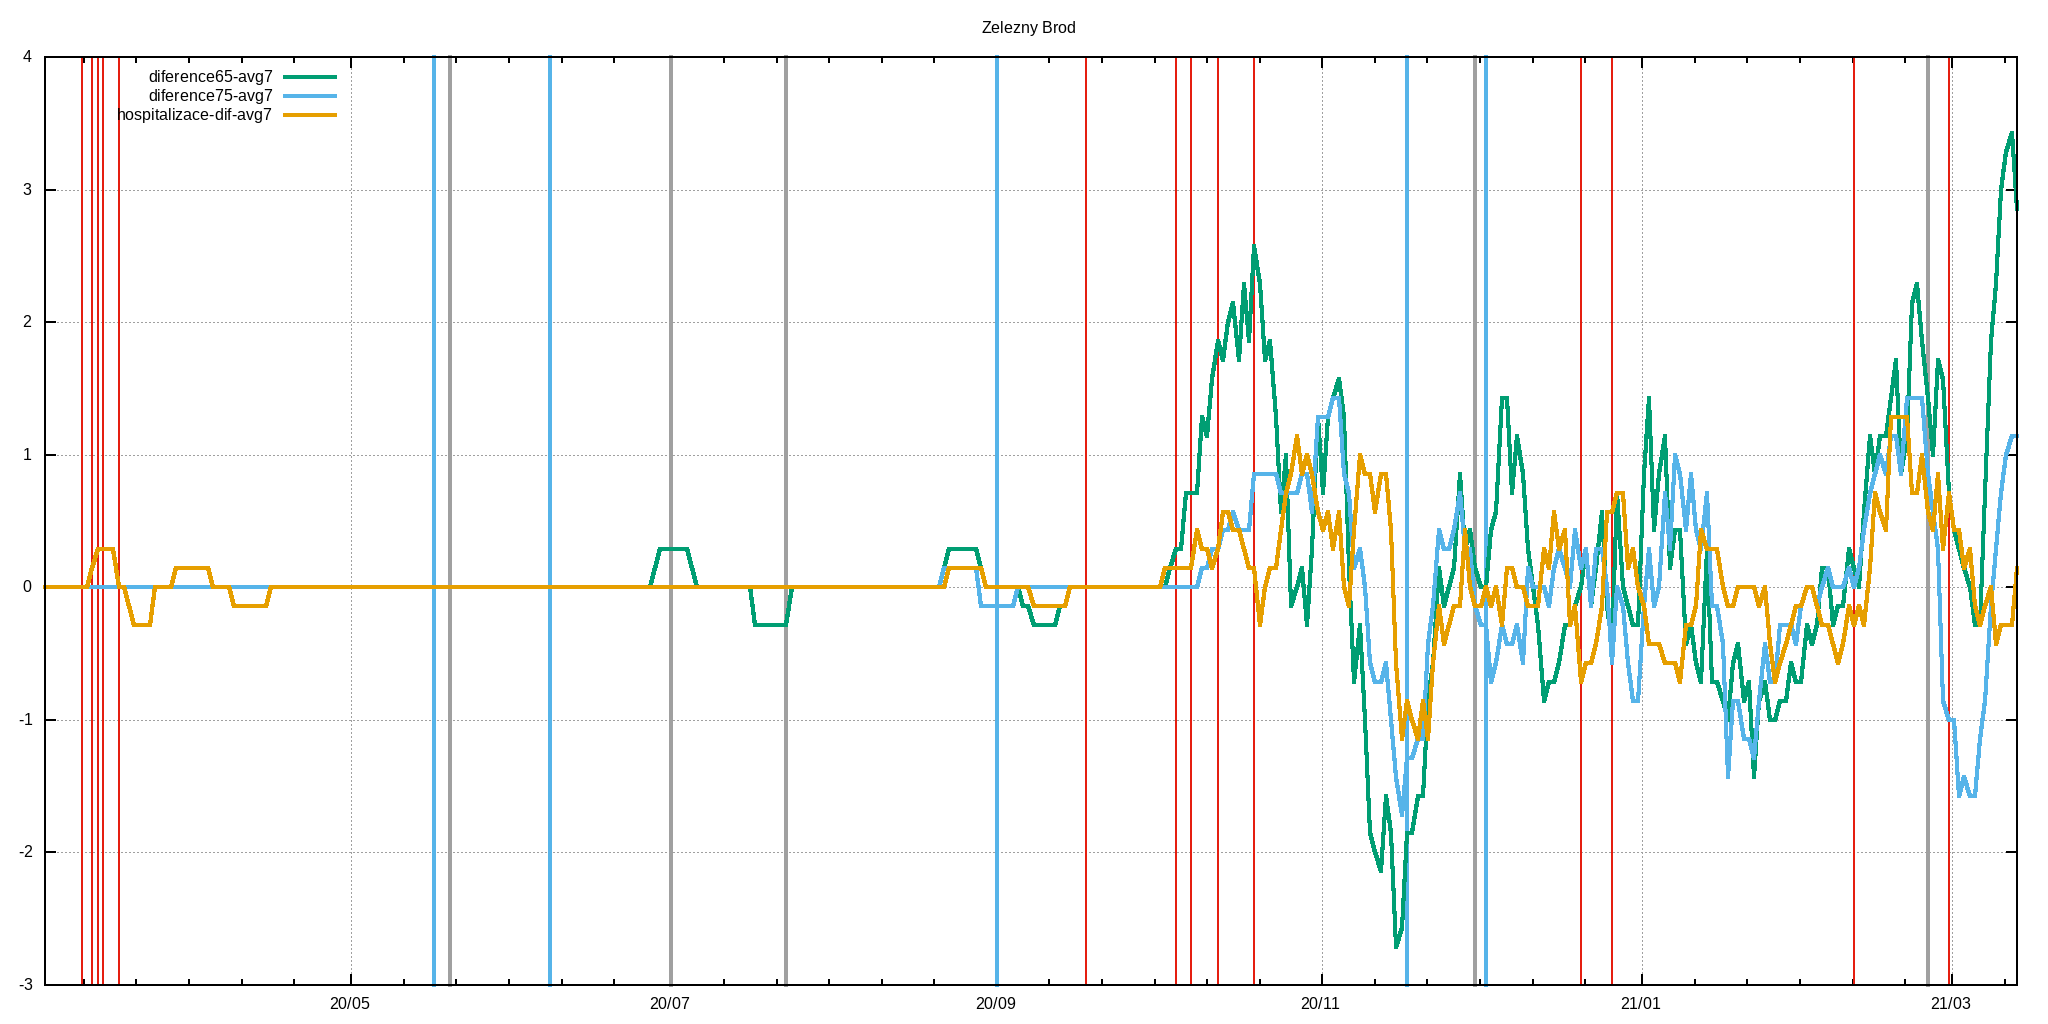 Zelezny Brod
diference65-avg7
diference75-avg7
hospitalizace-dif-avg7
4
3
2
1
0
-1
-2
-3
20/05 20/07 20/09 20/11 21/01 21/03